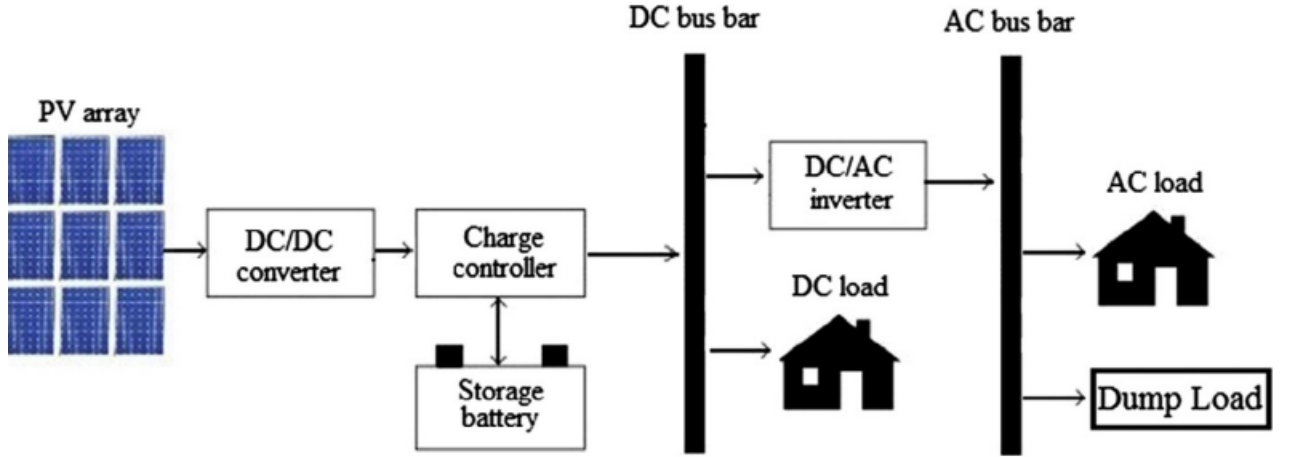 DC bus bar
AC bus bar
PV array
DC/DC
converter
Charge
controller
Storage
battery
DC/AC
inverter
DC load
AC load
Dump Load